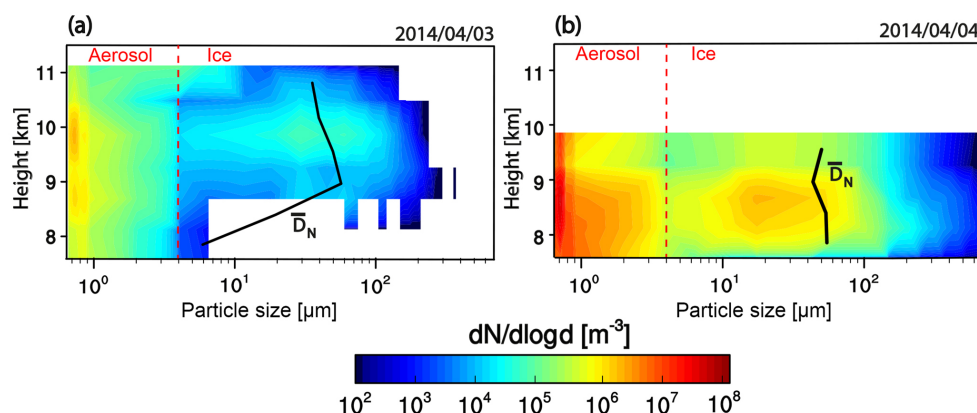 (a)
2014/04/03
Aerosol Ice
11
10
9
8
Height [km]
D̅N
10⁰ 10¹ 10²
Particle size [µm]
(b)
2014/04/04
Aerosol Ice
11
10
9
8
Height [km]
D̅N
10⁰ 10¹ 10²
Particle size [µm]
dN/dlogd [m⁻³]
10² 10³ 10⁴ 10⁵ 10⁶ 10⁷ 10⁸